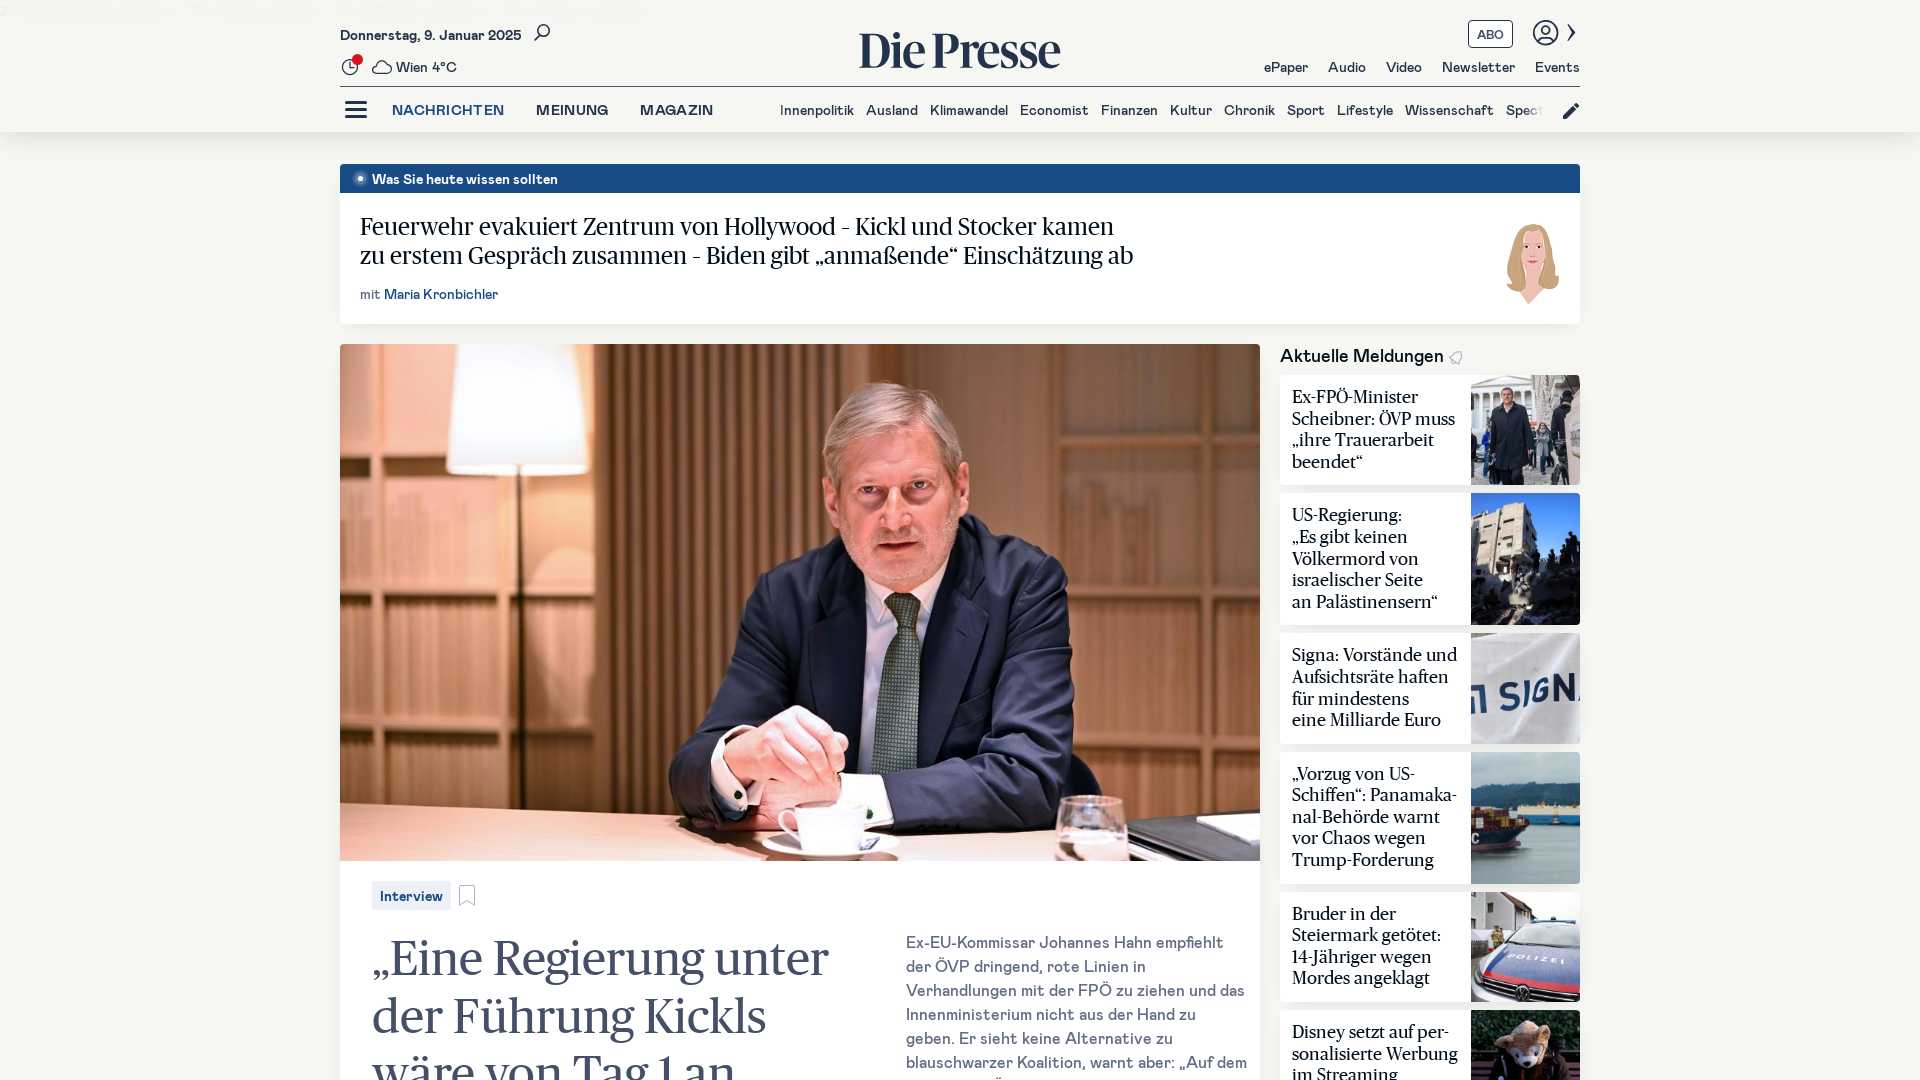 Donnerstag, 9. Januar 2025
Wien 4°C
Die Presse
ABO
ePaper Audio Video Newsletter Events
NACHRICHTEN MEINUNG MAGAZIN
Innenpolitik Ausland Klimawandel Economist Finanzen Kultur Chronik Sport Lifestyle Wissenschaft Spect
Was Sie heute wissen sollten
Feuerwehr evakuiert Zentrum von Hollywood – Kickl und Stocker kamen
zu erstem Gespräch zusammen – Biden gibt „anmaßende“ Einschätzung ab
mit Maria Kronbichler
Interview
„Eine Regierung unter
der Führung Kickls
wäre von Tag 1 an
Ex-EU-Kommissar Johannes Hahn empfiehlt
der ÖVP dringend, rote Linien in
Verhandlungen mit der FPÖ zu ziehen und das
Innenministerium nicht aus der Hand zu
geben. Er sieht keine Alternative zu
blauschwarzer Koalition, warnt aber: „Auf dem
Aktuelle Meldungen
Ex-FPÖ-Minister
Scheibner: ÖVP muss
„ihre Trauerarbeit
beendet“
US-Regierung:
„Es gibt keinen
Völkermord von
israelischer Seite
an Palästinensern“
Signa: Vorstände und
Aufsichtsräte haften
für mindestens
eine Milliarde Euro
SIGNA
„Vorzug von US-
Schiffen“: Panamaka-
nal-Behörde warnt
vor Chaos wegen
Trump-Forderung
Bruder in der
Steiermark getötet:
14-Jähriger wegen
Mordes angeklagt
POLIZEI
Disney setzt auf per-
sonalisierte Werbung
im Streaming